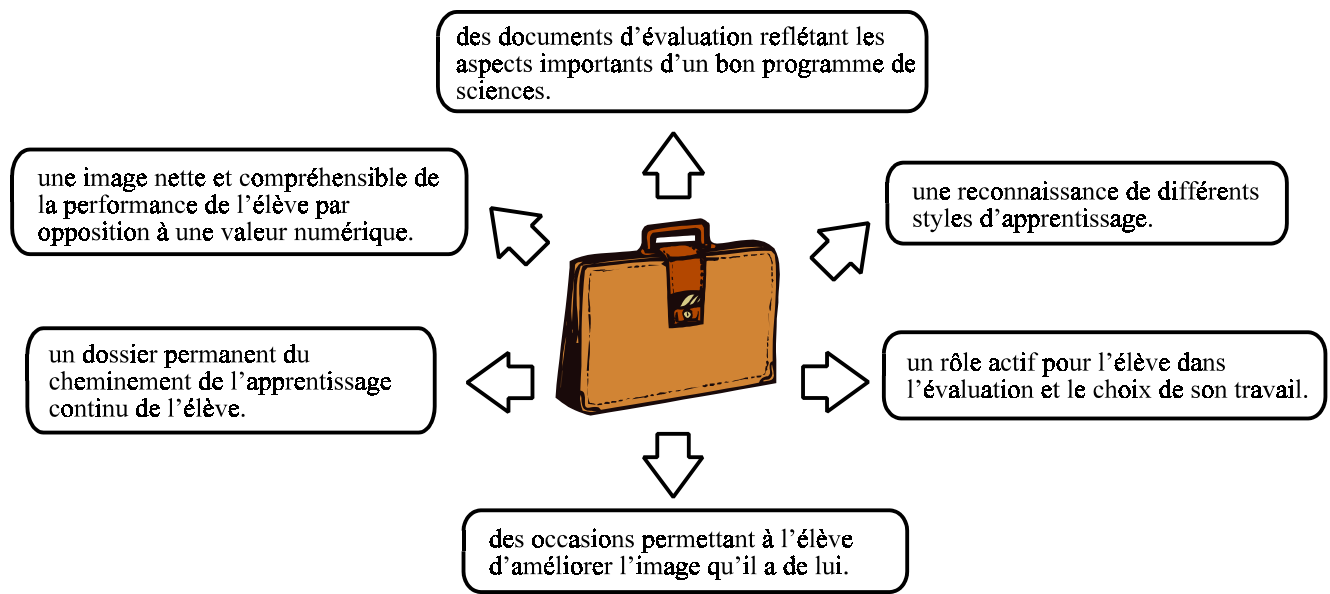 des documents d’évaluation reflétant les
aspects importants d’un bon programme de
sciences.
une image nette et compréhensible de
la performance de l’élève par
opposition à une valeur numérique.
une reconnaissance de différents
styles d’apprentissage.
un dossier permanent du
cheminement de l’apprentissage
continu de l’élève.
un rôle actif pour l’élève dans
l’évaluation et le choix de son travail.
des occasions permettant à l’élève
d’améliorer l’image qu’il a de lui.